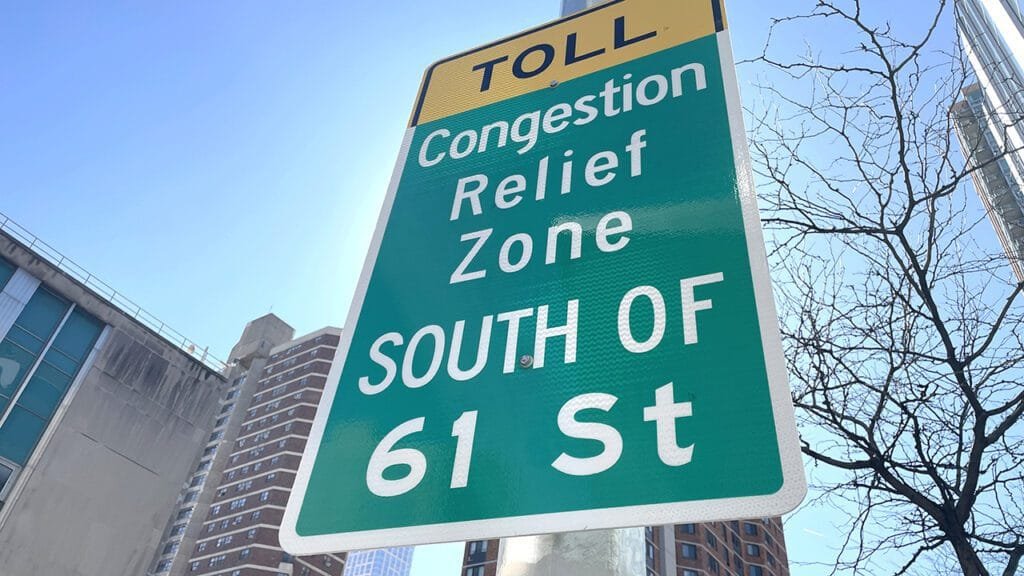 TOLL
Congestion
Relief
Zone
SOUTH OF
61 St